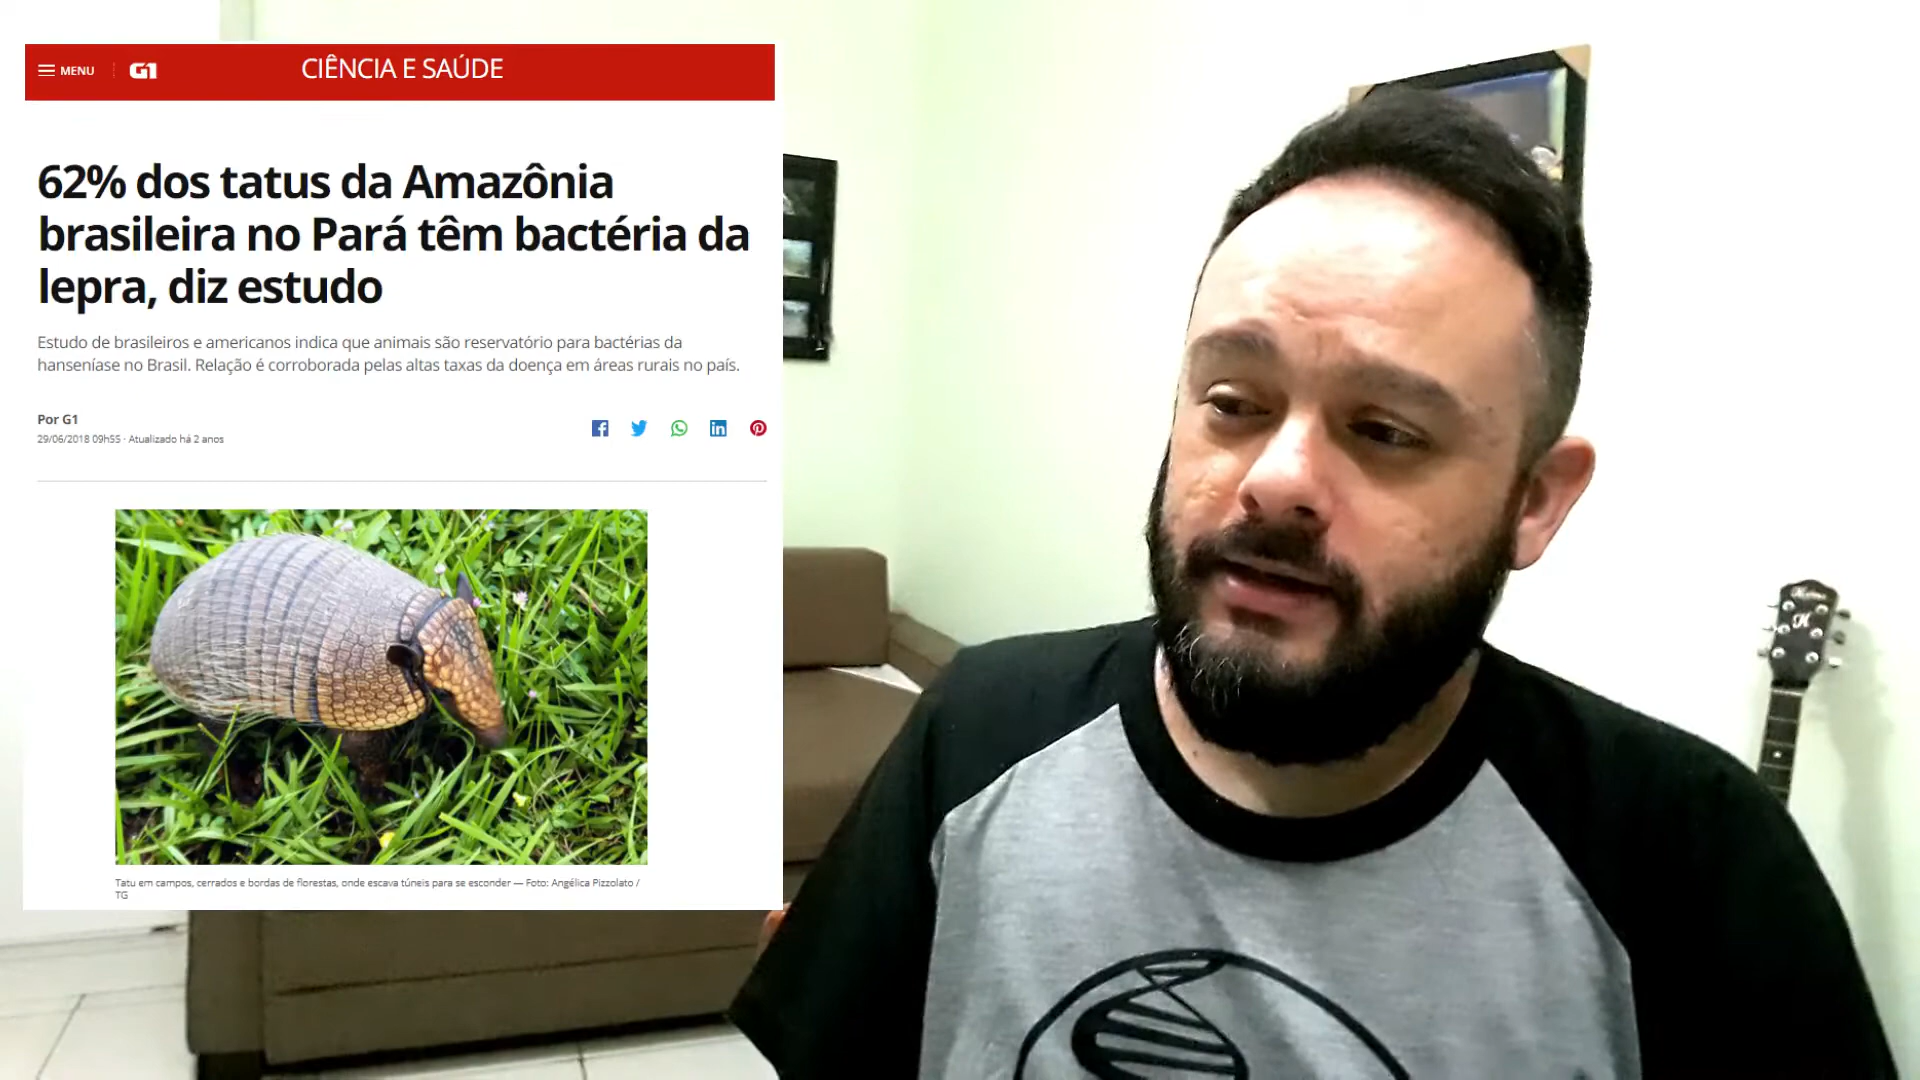 MENU
G1
CIÊNCIA E SAÚDE
62% dos tatus da Amazônia
brasileira no Pará têm bactéria da
lepra, diz estudo
Estudo de brasileiros e americanos indica que animais são reservatório para bactérias da
hanseníase no Brasil. Relação é corroborada pelas altas taxas da doença em áreas rurais no país.
Por G1
29/06/2018 09h55 · Atualizado há 2 anos
Tatu em campos, cerrados e bordas de florestas, onde escava túneis para se esconder — Foto: Angélica Pizzolato /
TG